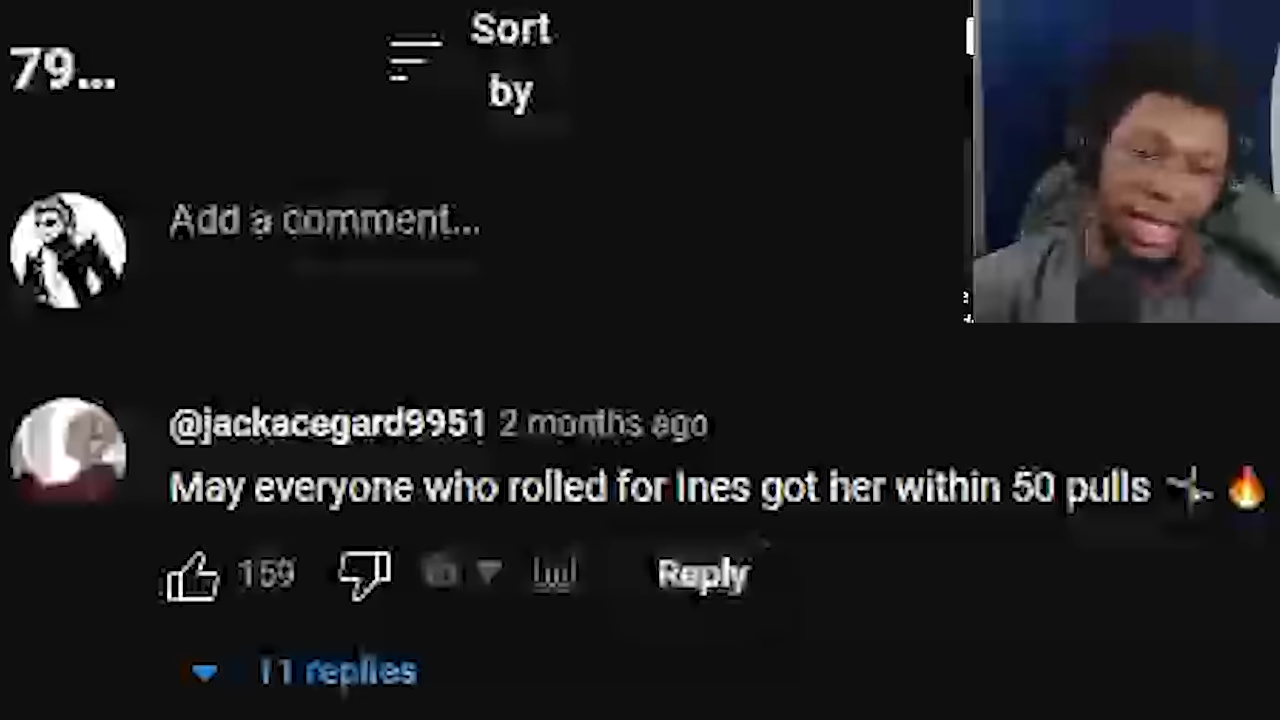 79...
Sort
by
Add a comment...
@jackacegard9951 2 months ago
May everyone who rolled for Ines got her within 50 pulls 🔥
159
Reply
11 replies